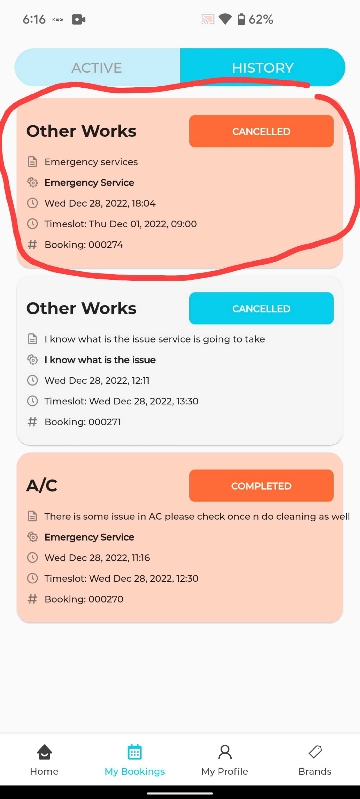 6:16
62%
ACTIVE
HISTORY
Other Works
CANCELLED
Emergency services
Emergency Service
Wed Dec 28, 2022, 18:04
Timeslot: Thu Dec 01, 2022, 09:00
# Booking: 000274
Other Works
CANCELLED
I know what is the issue service is going to take
I know what is the issue
Wed Dec 28, 2022, 12:11
Timeslot: Wed Dec 28, 2022, 13:30
# Booking: 000271
A/C
COMPLETED
There is some issue in AC please check once n do cleaning as well
Emergency Service
Wed Dec 28, 2022, 11:16
Timeslot: Wed Dec 28, 2022, 12:30
# Booking: 000270
Home
My Bookings
My Profile
Brands